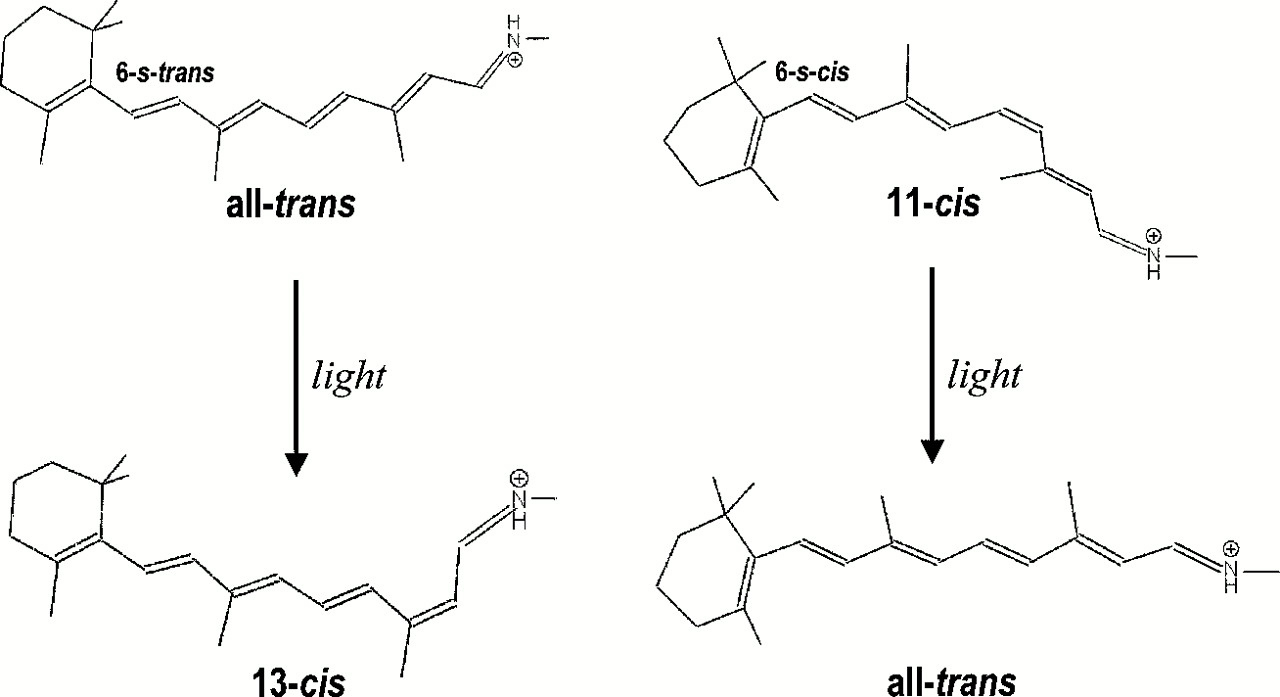 H
N
⊕
6-s-trans
all-trans
6-s-cis
11-cis
⊕
N
H
light
light
⊕
N
H
13-cis
⊕
N
H
all-trans